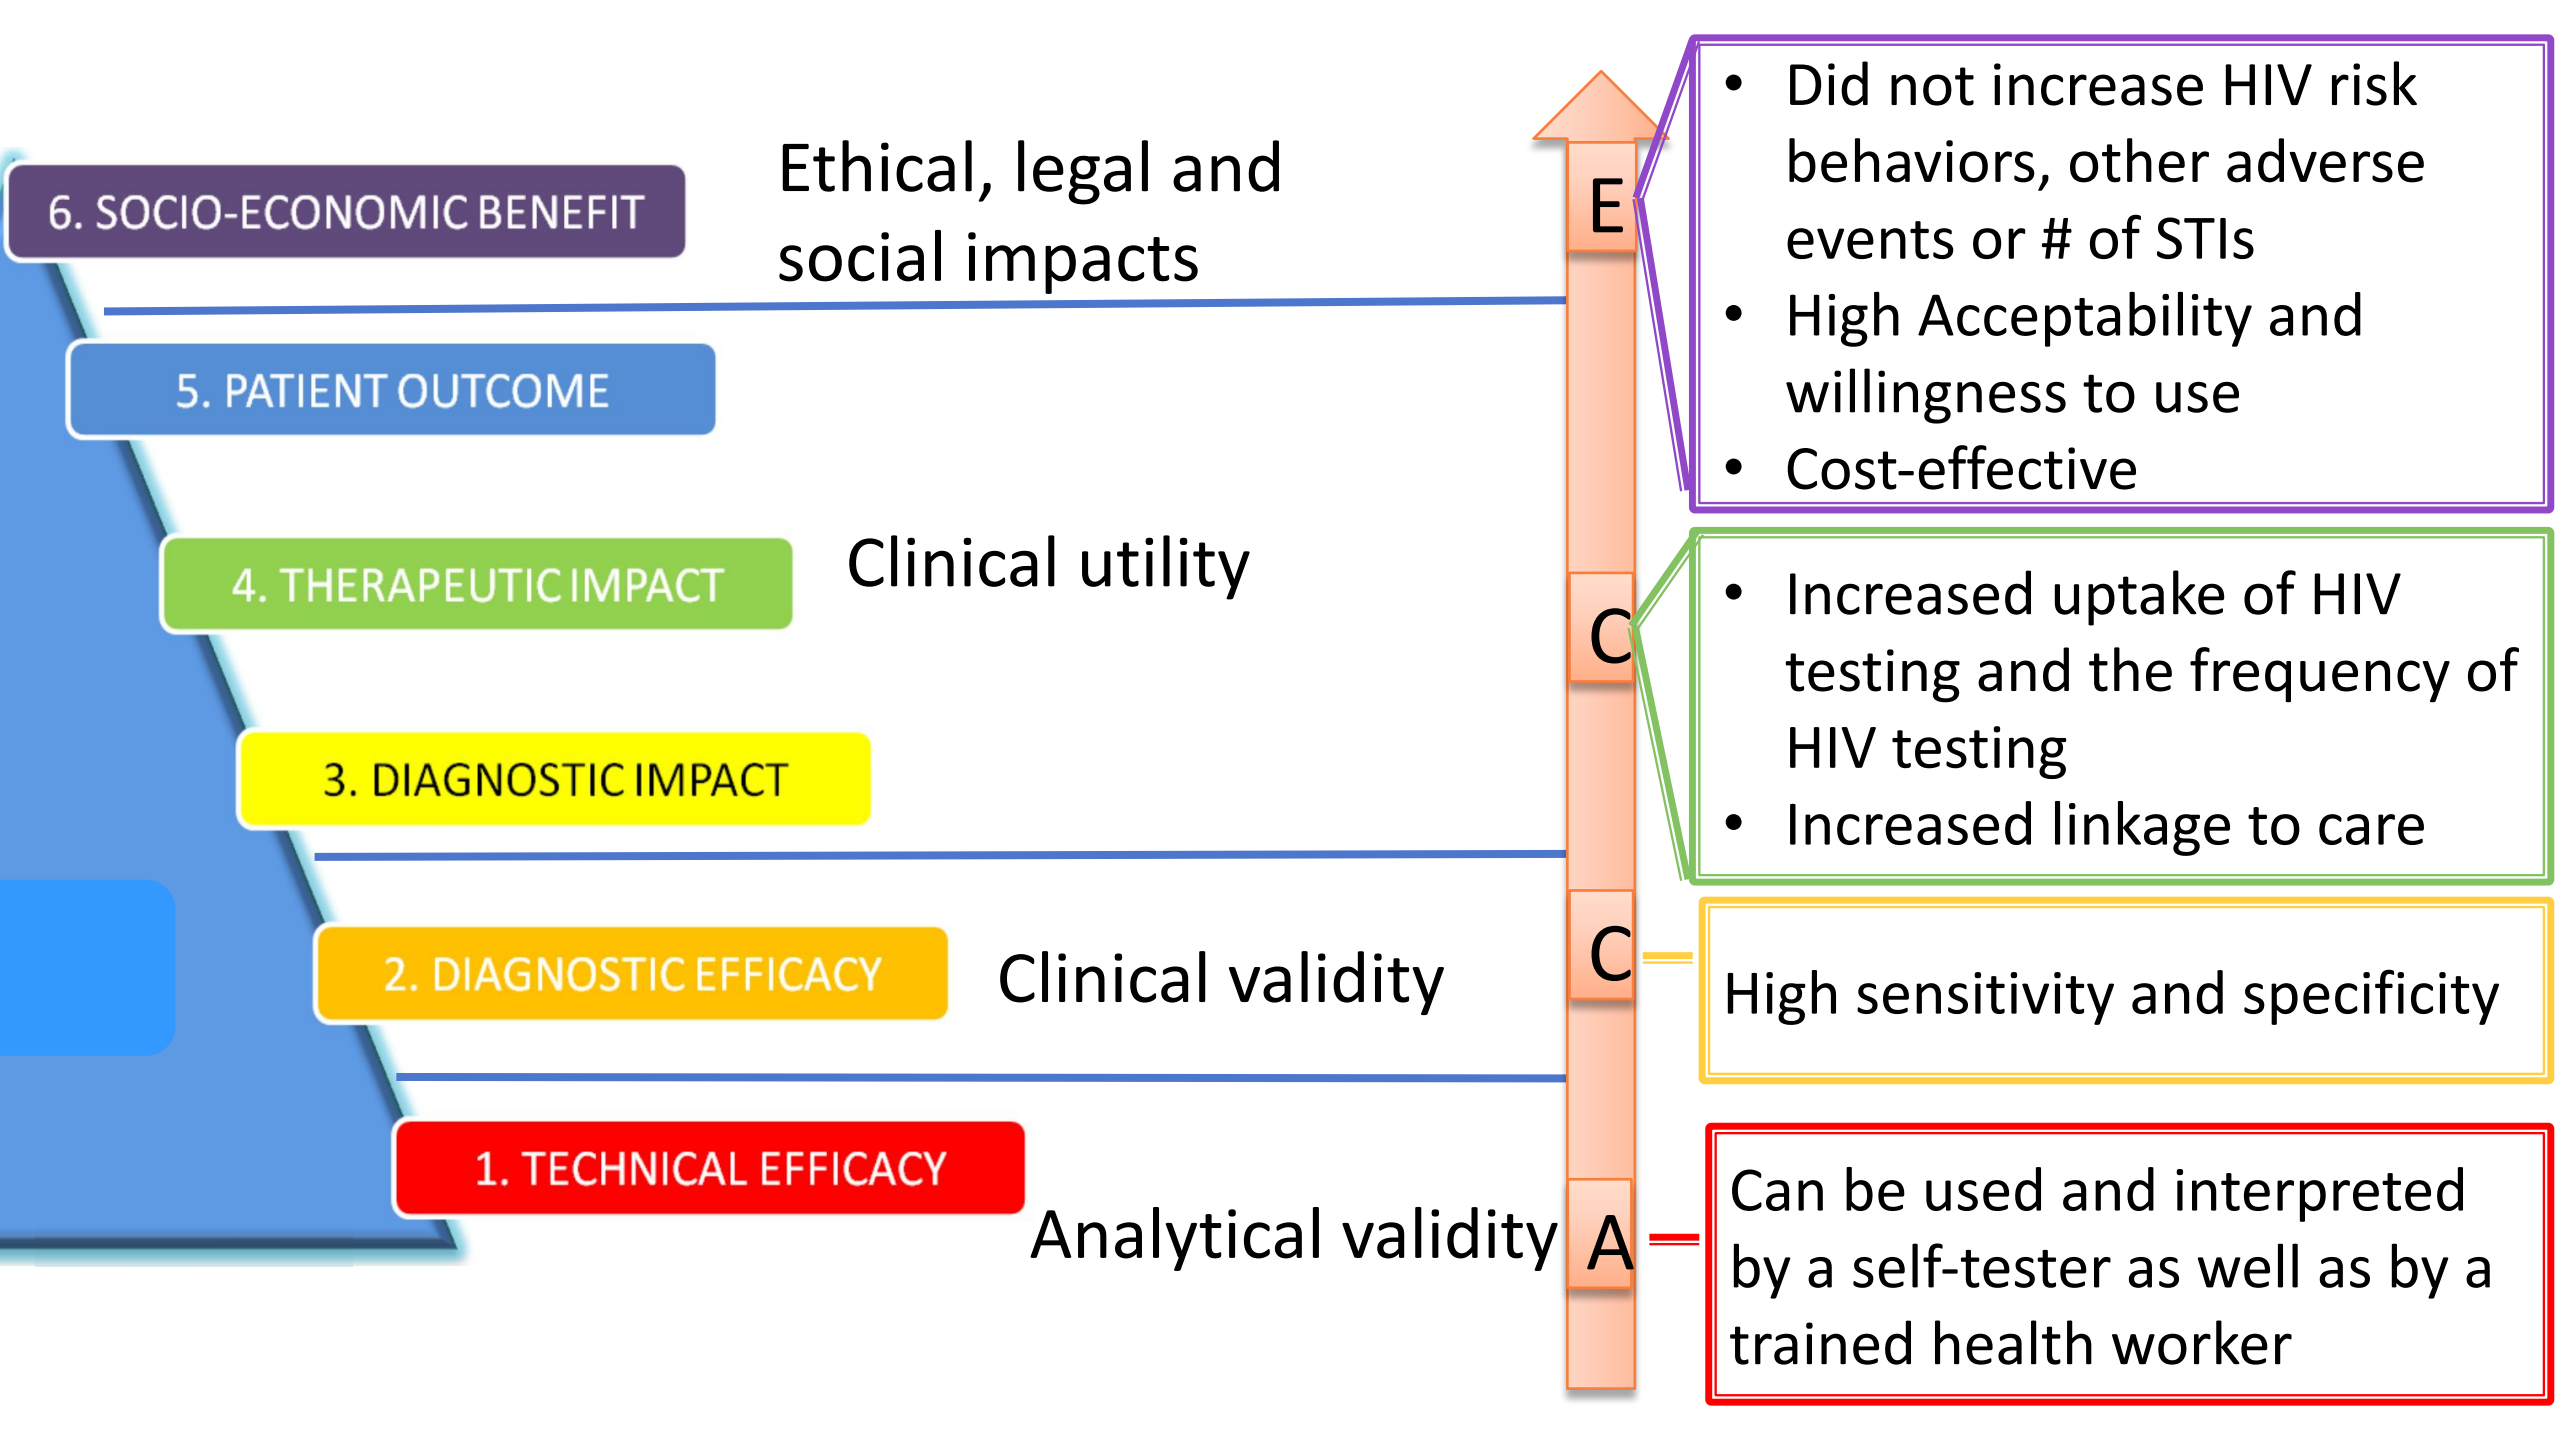 6. SOCIO-ECONOMIC BENEFIT
Ethical, legal and
social impacts
5. PATIENT OUTCOME
4. THERAPEUTIC IMPACT
Clinical utility
3. DIAGNOSTIC IMPACT
2. DIAGNOSTIC EFFICACY
Clinical validity
1. TECHNICAL EFFICACY
Analytical validity
E
C
C
A
• Did not increase HIV risk
behaviors, other adverse
events or # of STIs
• High Acceptability and
willingness to use
• Cost-effective
• Increased uptake of HIV
testing and the frequency of
HIV testing
• Increased linkage to care
High sensitivity and specificity
Can be used and interpreted
by a self-tester as well as by a
trained health worker